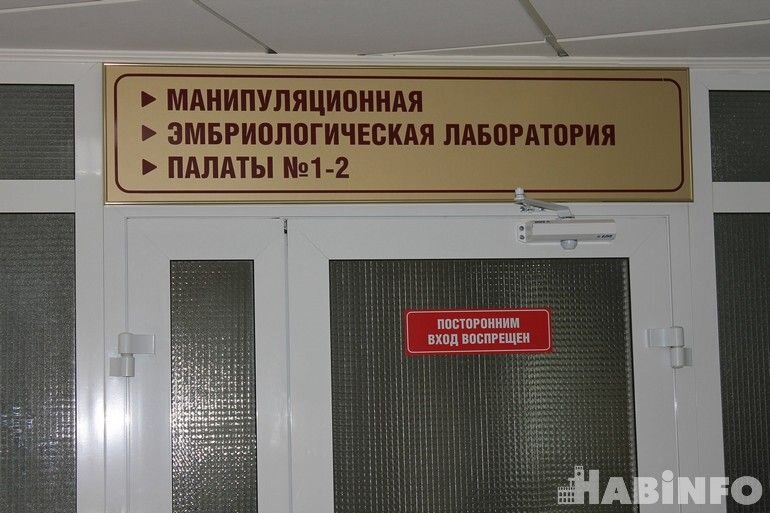 МАНИПУЛЯЦИОННАЯ
ЭМБРИОЛОГИЧЕСКАЯ ЛАБОРАТОРИЯ
ПАЛАТЫ №1-2
ПОСТОРОННИМ
ВХОД ВОСПРЕЩЕН
HABINFO